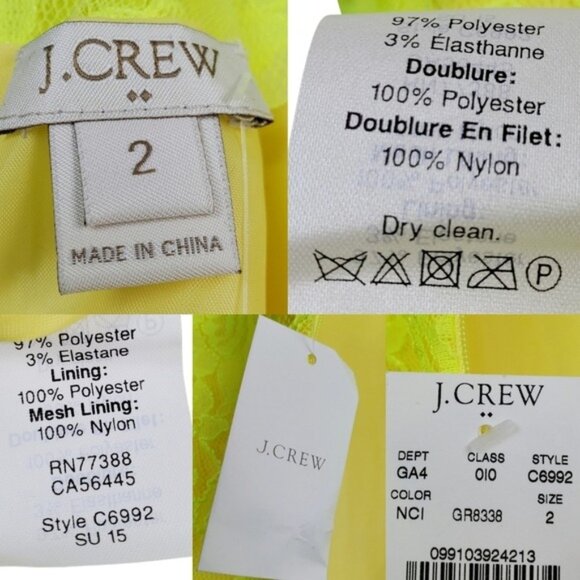 J.CREW
2
MADE IN CHINA
97% Polyester
3% Élasthanne
Doublure:
100% Polyester
Doublure En Filet:
100% Nylon
Dry clean.
P
97% Polyester
3% Elastane
Lining:
100% Polyester
Mesh Lining:
100% Nylon
RN77388
CA56445
Style C6992
SU 15
J.CREW
J.CREW
DEPT CLASS STYLE
GA4 010 C6992
COLOR SIZE
NCI GR8338 2
099103924213